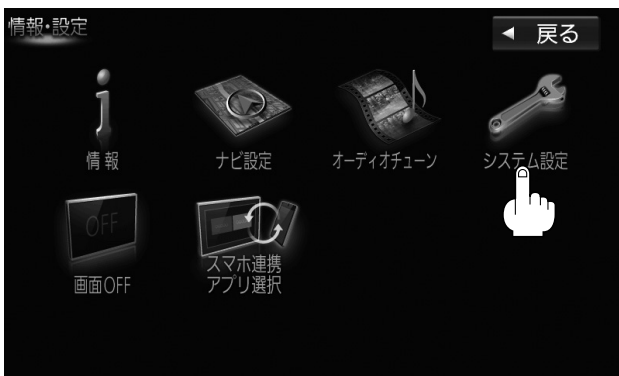 情報・設定
戻る
情報
ナビ設定
オーディオチューン
システム設定
OFF
画面OFF
スマホ連携
アプリ選択